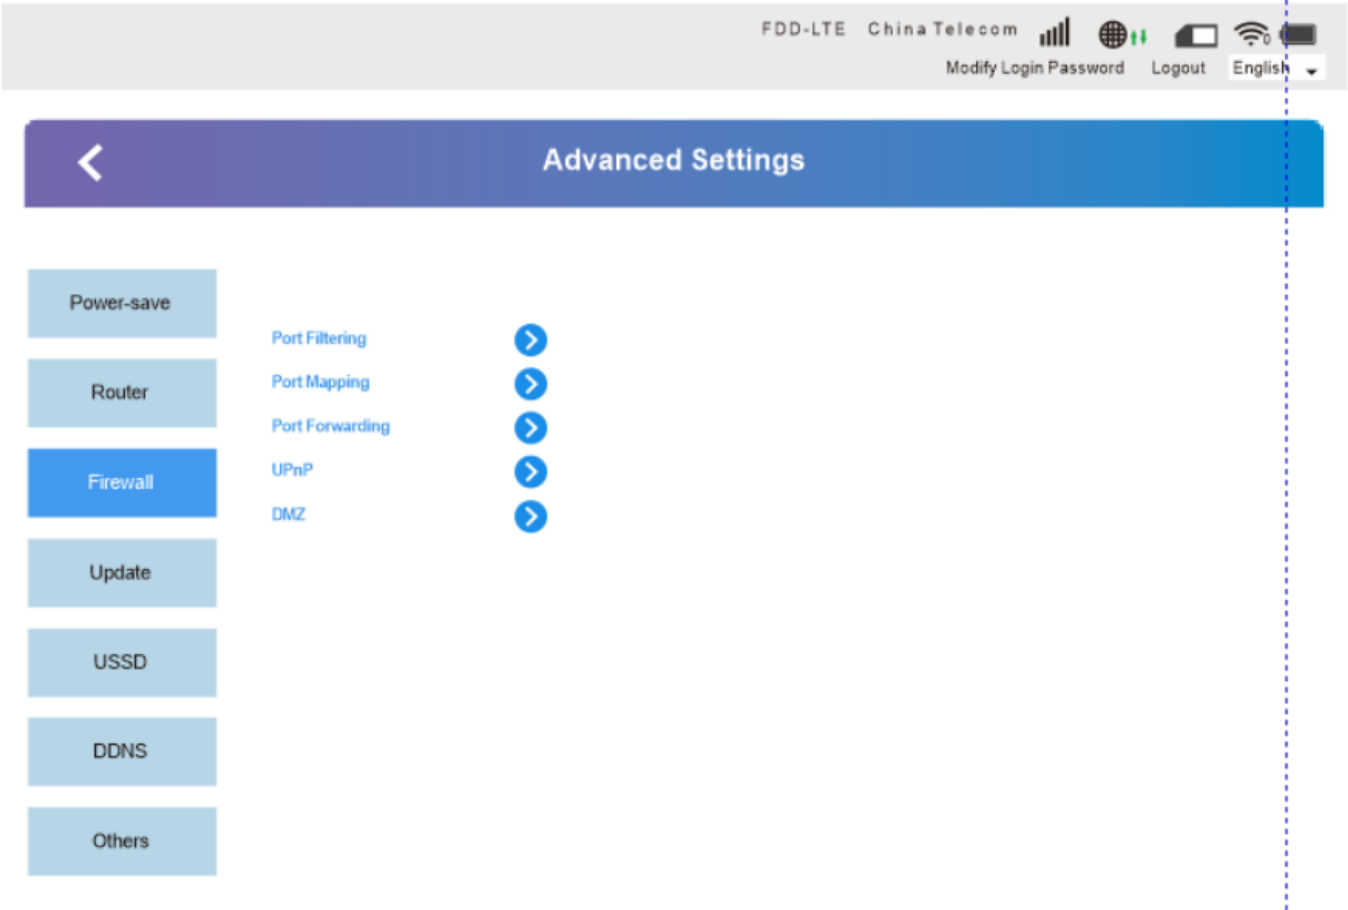 FDD-LTE China Telecom
0
Modify Login Password Logout English
Advanced Settings
Power-save
Router
Firewall
Update
USSD
DDNS
Others
Port Filtering
Port Mapping
Port Forwarding
UPnP
DMZ